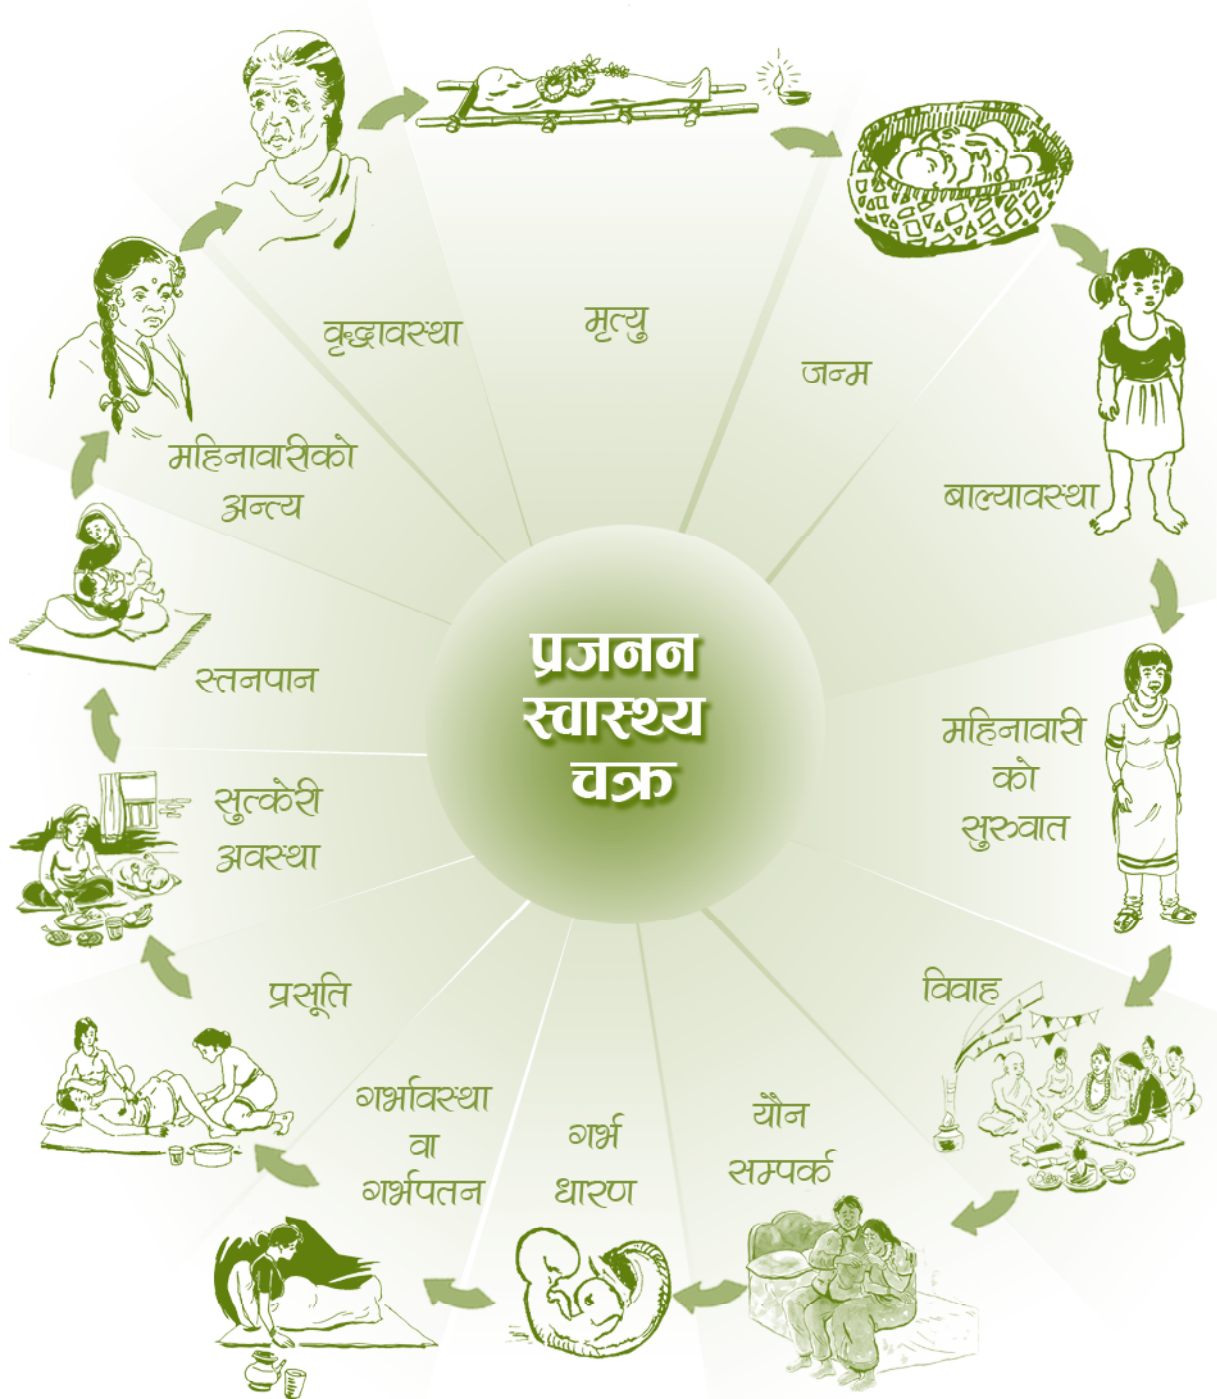 प्रजनन
स्वास्थ्य
चक्र
मृत्यु
जन्म
बाल्यावस्था
महिनावारी
को
सुरुवात
विवाह
यौन
सम्पर्क
गर्भ
धारण
गर्भावस्था
वा
गर्भपतन
प्रसूति
सुत्केरी
अवस्था
स्तनपान
महिनावारीको
अन्त्य
वृद्धावस्था